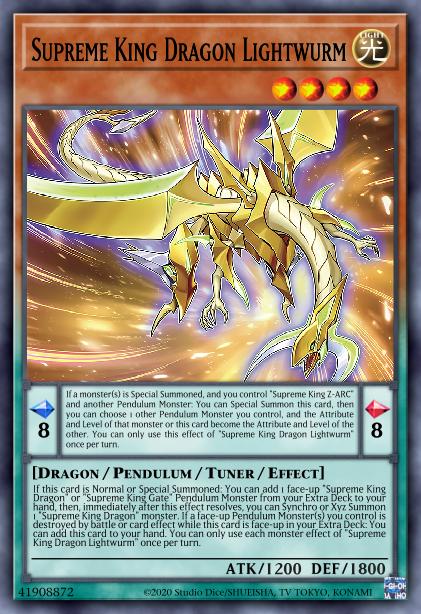 SUPREME KING DRAGON LIGHTWURM
LIGHT
光
If a monster(s) is Special Summoned, and you control "Supreme King Z-ARC"
and another Pendulum Monster: You can Special Summon this card, then
you can choose 1 other Pendulum Monster you control, and the Attribute
and Level of that monster or this card become the Attribute and Level of the
other. You can only use this effect of "Supreme King Dragon Lightwurm"
once per turn.
8
8
[DRAGON / PENDULUM / TUNER / EFFECT]
If this card is Normal or Special Summoned: You can add 1 face-up "Supreme King
Dragon" or "Supreme King Gate" Pendulum Monster from your Extra Deck to your
hand, then, immediately after this effect resolves, you can Synchro or Xyz Summon
1 "Supreme King Dragon" monster. If a face-up Pendulum Monster(s) you control is
destroyed by battle or card effect while this card is face-up in your Extra Deck: You
can add this card to your hand. You can only use each monster effect of "Supreme
King Dragon Lightwurm" once per turn.
ATK/1200 DEF/1800
41908872
©2020 Studio Dice/SHUEISHA, TV TOKYO, KONAMI